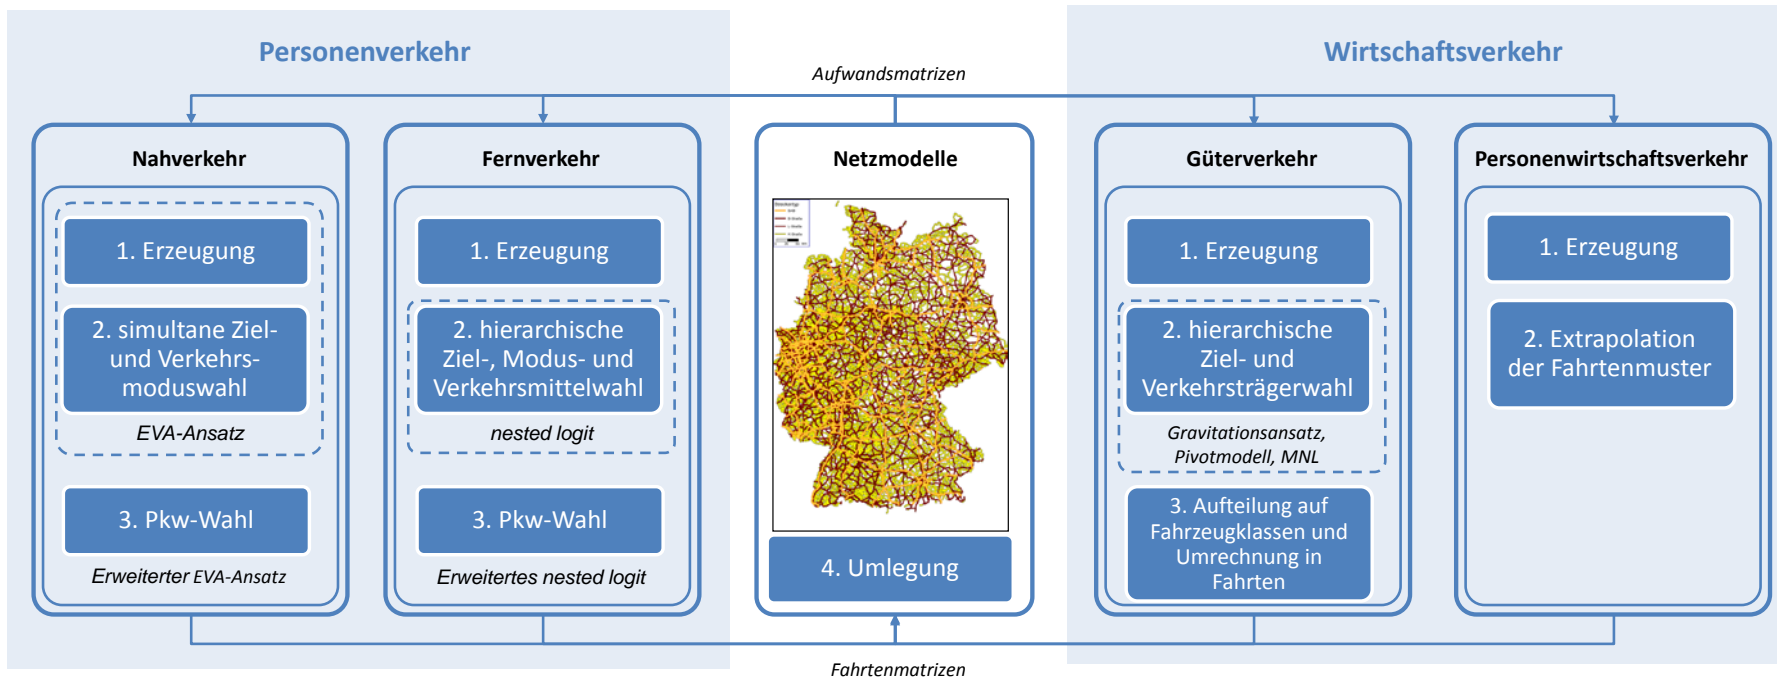 Personenverkehr
Wirtschaftsverkehr
Aufwandsmatrizen
Nahverkehr
1. Erzeugung
2. simultane Ziel-
und Verkehrs-
moduswahl
EVA-Ansatz
3. Pkw-Wahl
Erweiterter EVA-Ansatz
Fernverkehr
1. Erzeugung
2. hierarchische
Ziel-, Modus- und
Verkehrsmittelwahl
nested logit
3. Pkw-Wahl
Erweitertes nested logit
Netzmodelle
4. Umlegung
Güterverkehr
1. Erzeugung
2. hierarchische
Ziel- und
Verkehrsträgerwahl
Gravitationsansatz,
Pivotmodell, MNL
3. Aufteilung auf
Fahrzeugklassen und
Umrechnung in
Fahrten
Personenwirtschaftsverkehr
1. Erzeugung
2. Extrapolation
der Fahrtenmuster
Fahrtenmatrizen